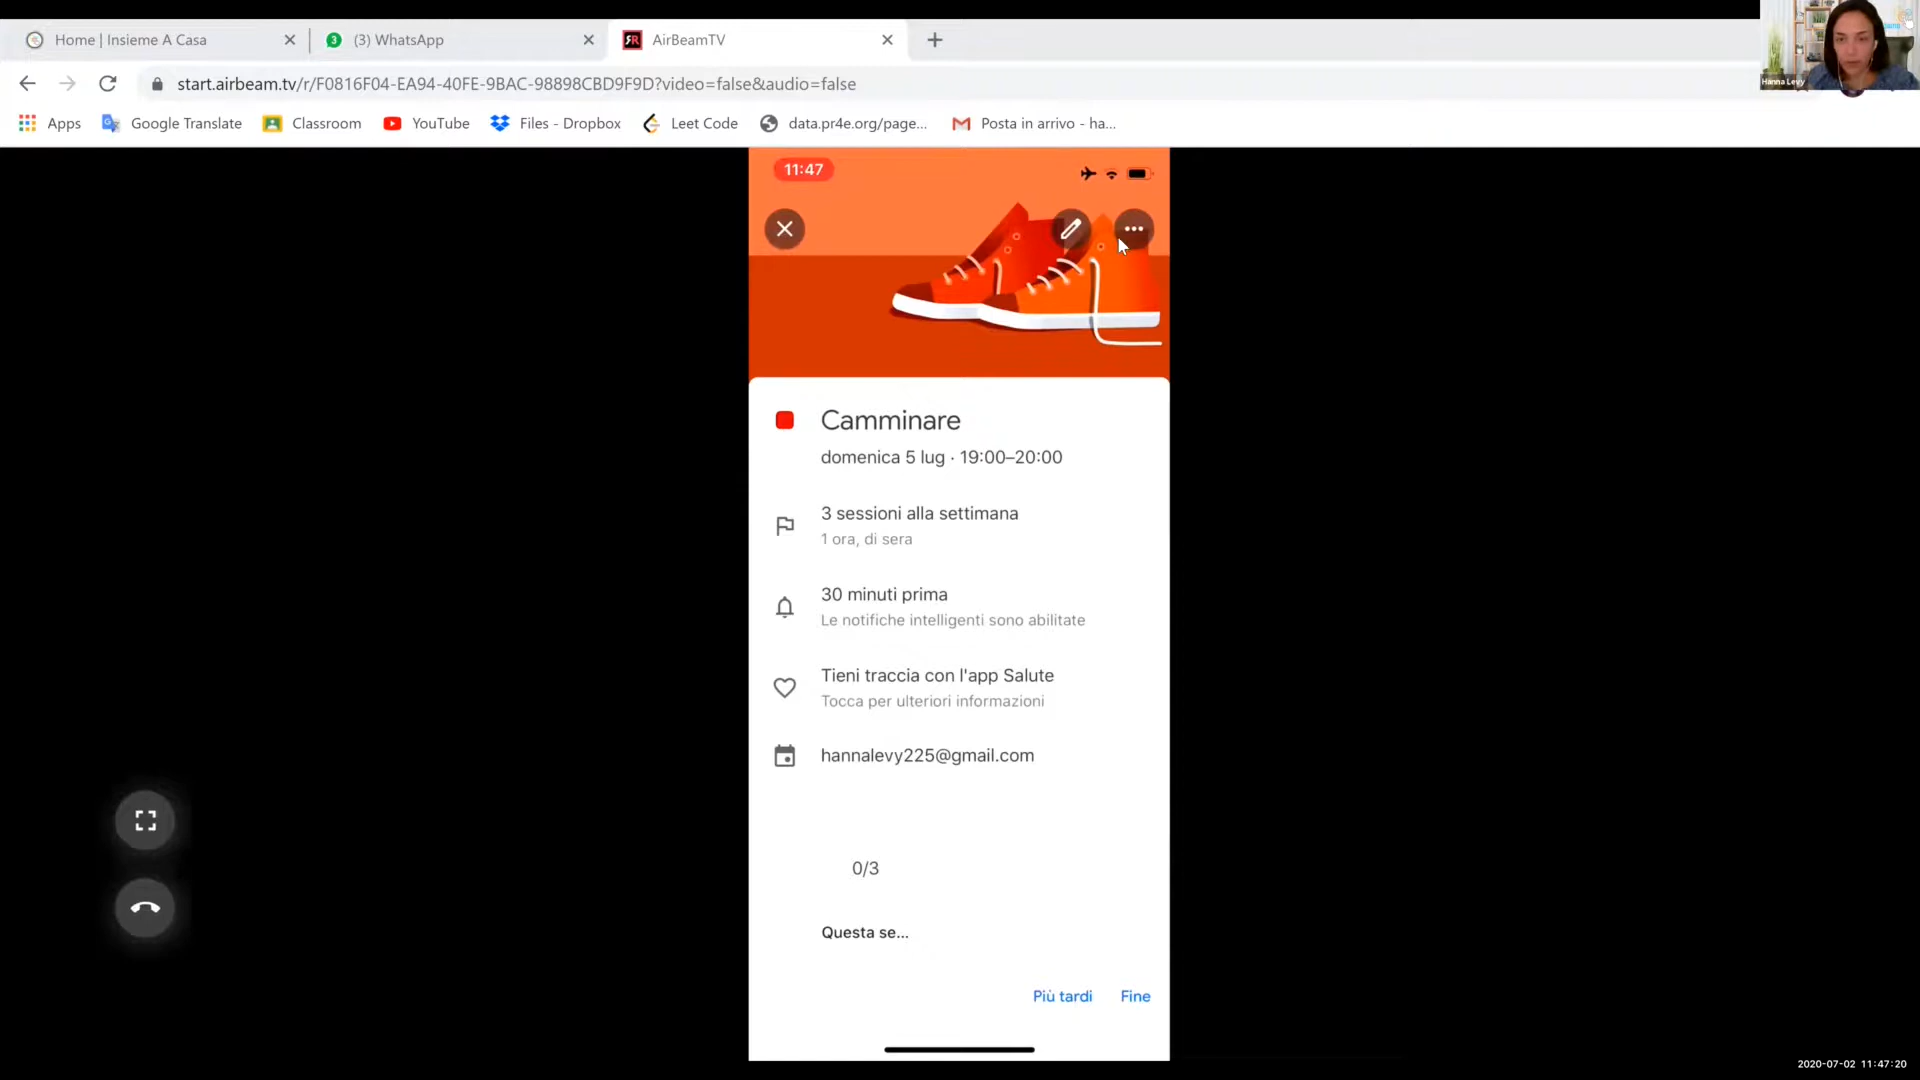 Home | Insieme A Casa
(3) WhatsApp
AirBeamTV
start.airbeam.tv/r/F0816F04-EA94-40FE-9BAC-98898CBD9F9D?video=false&audio=false
Apps
Google Translate
Classroom
YouTube
Files - Dropbox
Leet Code
data.pr4e.org/page...
Posta in arrivo - ha...
Hanna Levy
11:47
Camminare
domenica 5 lug · 19:00–20:00
3 sessioni alla settimana
1 ora, di sera
30 minuti prima
Le notifiche intelligenti sono abilitate
Tieni traccia con l'app Salute
Tocca per ulteriori informazioni
hannalevy225@gmail.com
0/3
Questa se...
Più tardi Fine
2020-07-02 11:47:20